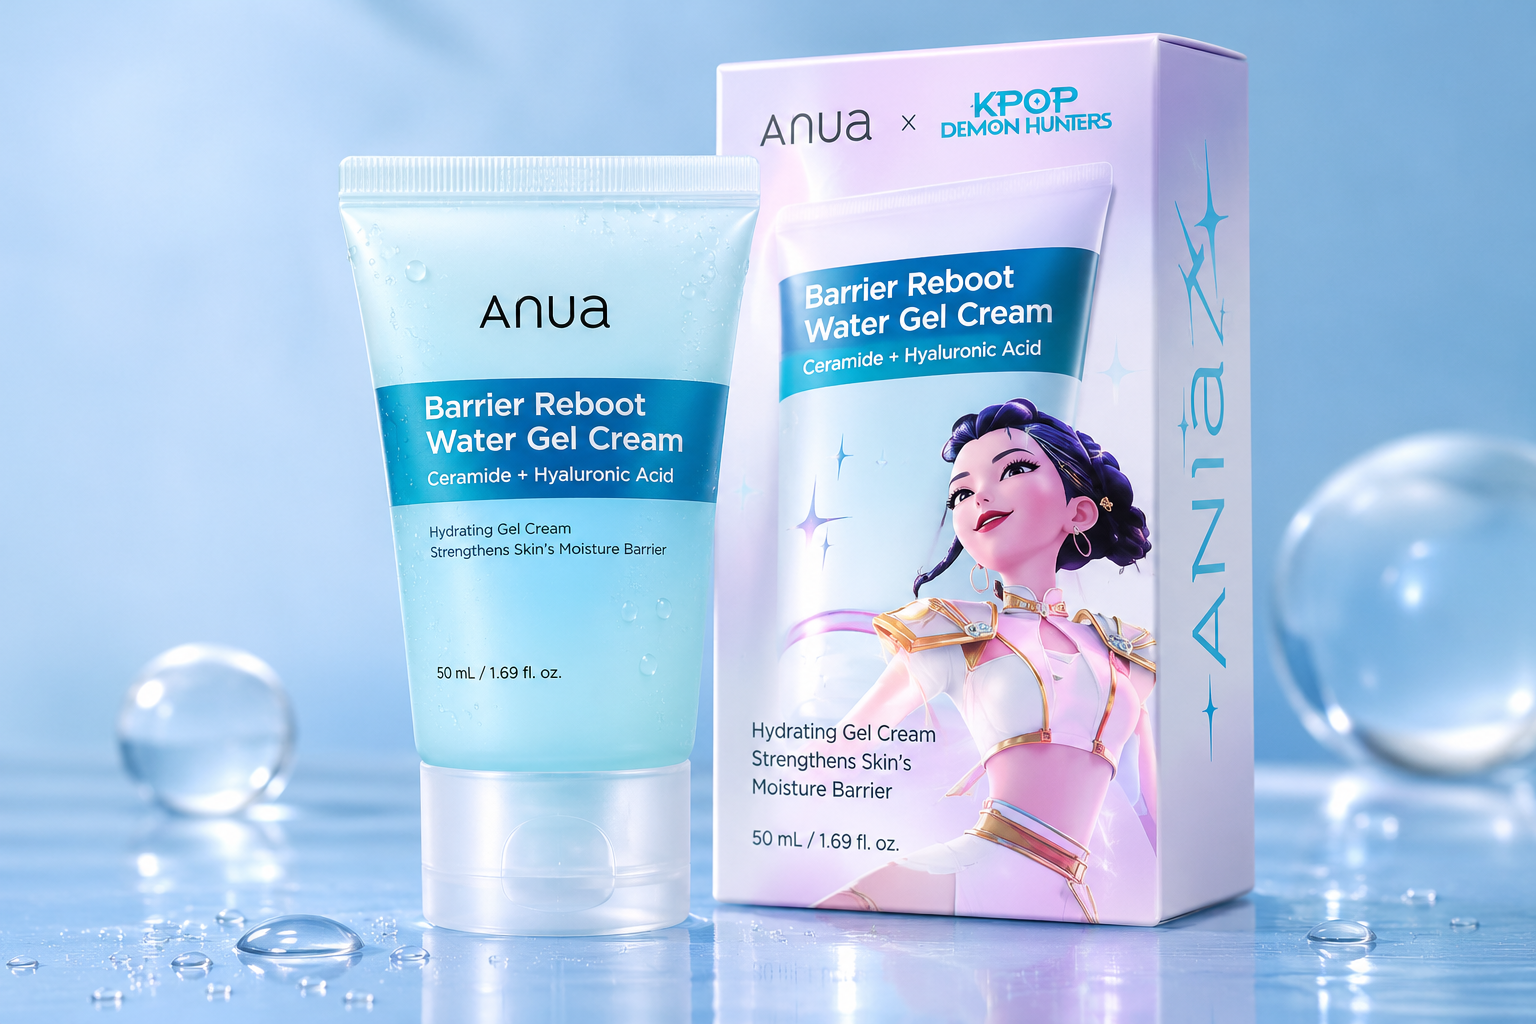 Anua
Barrier Reboot
Water Gel Cream
Ceramide + Hyaluronic Acid
Hydrating Gel Cream
Strengthens Skin's Moisture Barrier
50 mL / 1.69 fl. oz.
Anua x KPOP DEMON HUNTERS
Barrier Reboot
Water Gel Cream
Ceramide + Hyaluronic Acid
Hydrating Gel Cream
Strengthens Skin's
Moisture Barrier
50 mL / 1.69 fl. oz.